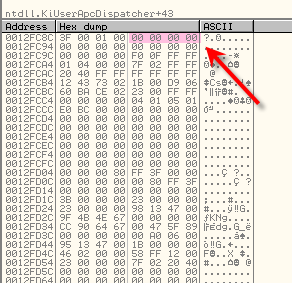 ntdll.KiUserApcDispatcher+43
Address Hex dump ASCII
0012FC8C 3F 00 01 00 00 00 00 00 ?.0.....
0012FC94 00 00 00 00 00 00 00 00 ........
0012FC9C 00 00 00 00 F0 0F FF FF
0012FCA4 01 04 00 00 7F 02 FF FF
0012FCAC 20 40 FF FF FF FF FF FF @
0012FCB4 12 43 73 02 1B 00 D9 06
0012FCBC 60 BA CE 02 23 00 FF FF
0012FCC4 00 00 00 00 04 01 05 01
0012FCCC E0 BC 00 00 00 00 00 00
0012FCD4 00 00 00 00 00 00 00 00 ........
0012FCDC 00 00 00 00 00 00 00 00 ........
0012FCE4 00 00 00 00 00 00 00 00 ........
0012FCEC 00 00 00 00 00 00 00 00 ........
0012FCF4 00 00 00 00 00 00 00 00 ........
0012FCFC 00 00 00 80 FF 3F 00 00 ...Ç ?..
0012FD04 00 00 00 00 00 80 FF 3F .....Ç ?
0012FD0C 00 00 00 00 00 00 00 00 ........
0012FD14 00 00 00 00 00 00 00 00 ........
0012FD1C 3B 00 00 00 23 00 00 00 ;...#...
0012FD24 23 00 00 00 98 13 47 00 #...ÿ‼G.
0012FD2C 9F 4B 4E 67 00 00 00 00 ƒKNg....
0012FD34 CC 90 64 67 00 47 5F 89 ╠Édg.G_ë
0012FD3C 00 00 00 00 A0 06 00 00
0012FD44 95 13 47 00 1B 00 00 00
0012FD4C 46 02 00 00 58 FF 12 00
0012FD54 23 00 00 00 7F 02 20 40
0012FD5C 00 00 00 00 00 00 00 00 ........
0012FD64 00 00 00 00 00 00 00 00 ........